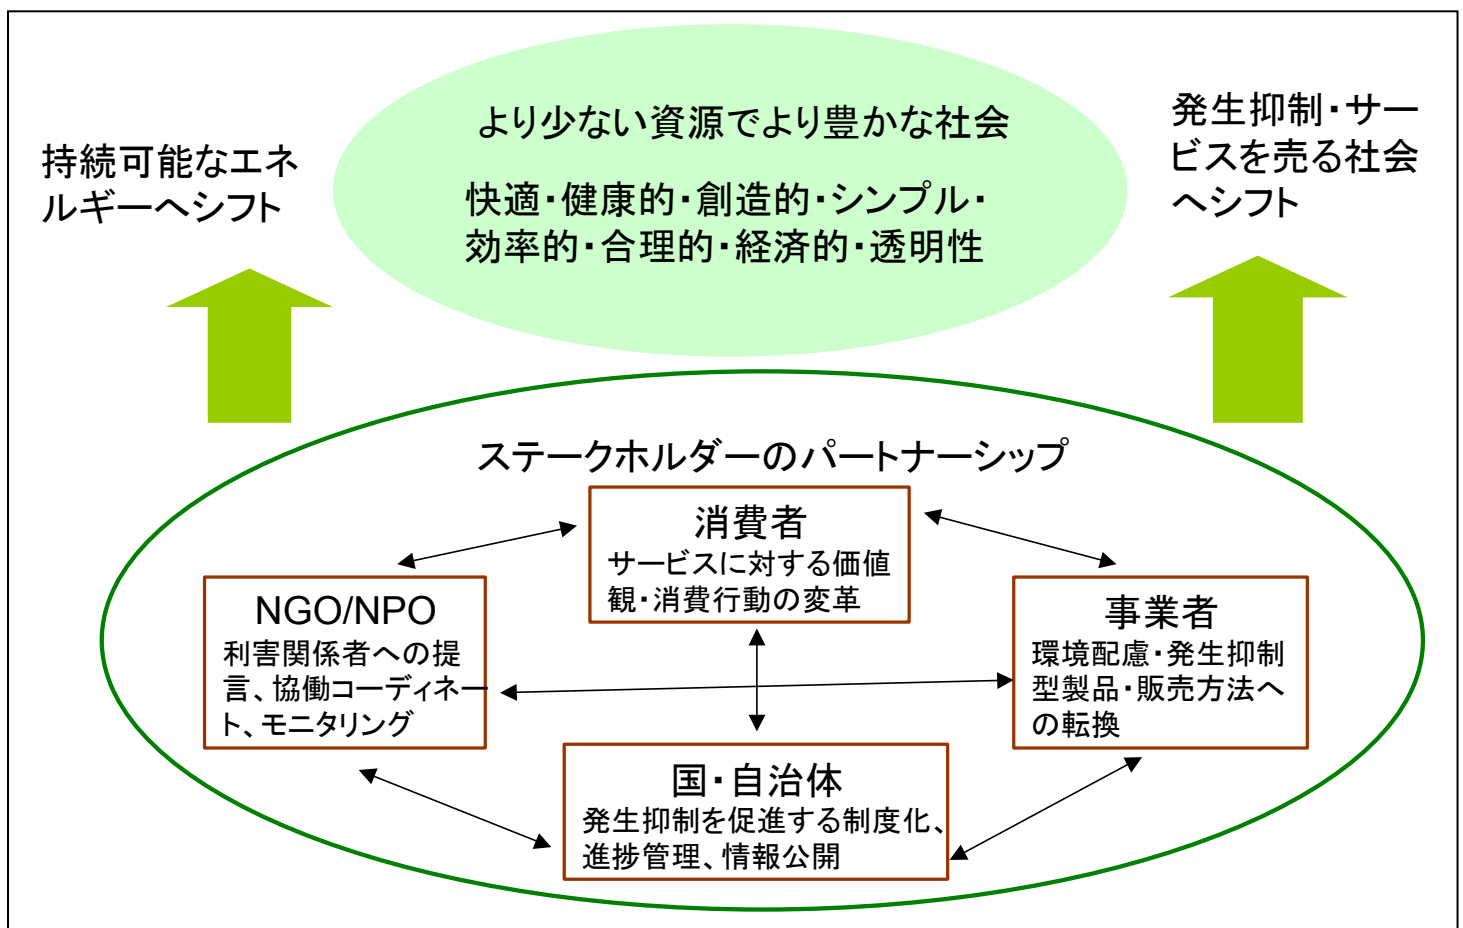 より少ない資源でより豊かな社会
快適・健康的・創造的・シンプル・
効率的・合理的・経済的・透明性
持続可能なエネ
ルギーへシフト
発生抑制・サー
ビスを売る社会
へシフト
ステークホルダーのパートナーシップ
消費者
サービスに対する価値
観・消費行動の変革
NGO/NPO
利害関係者への提
言、協働コーディネー
ト、モニタリング
事業者
環境配慮・発生抑制
型製品・販売方法へ
の転換
国・自治体
発生抑制を促進する制度化、
進捗管理、情報公開